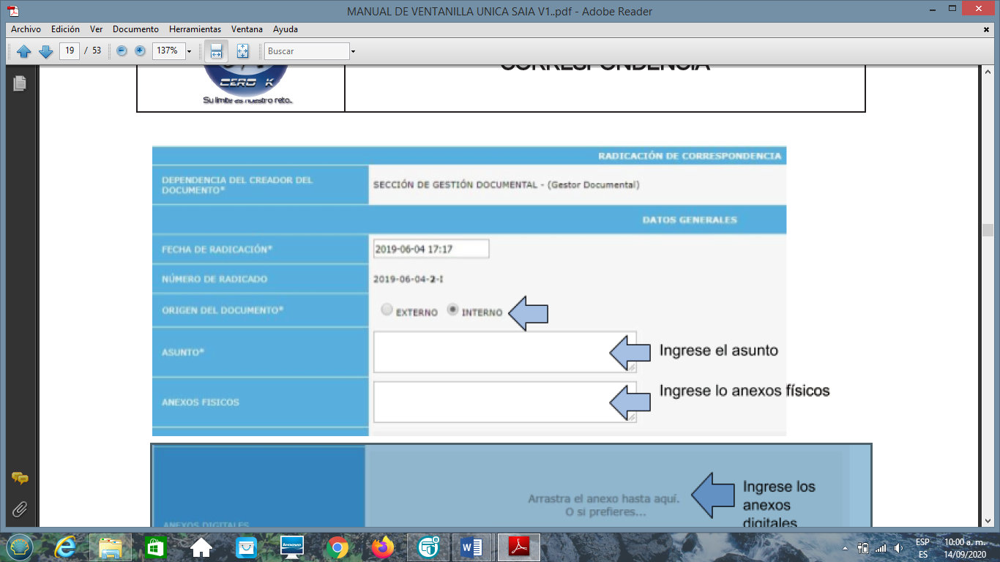 MANUAL DE VENTANILLA UNICA SAIA V1..pdf - Adobe Reader
Archivo Edición Ver Documento Herramientas Ventana Ayuda
19 / 53 137% Buscar
CORRESPONDENCIA
CERO K
Su límite es nuestro reto.
RADICACIÓN DE CORRESPONDENCIA
DEPENDENCIA DEL CREADOR DEL
DOCUMENTO*
SECCIÓN DE GESTIÓN DOCUMENTAL - (Gestor Documental)
DATOS GENERALES
FECHA DE RADICACIÓN* 2019-06-04 17:17
NÚMERO DE RADICADO 2019-06-04-2-I
ORIGEN DEL DOCUMENTO* EXTERNO INTERNO
ASUNTO* Ingrese el asunto
Ingrese lo anexos físicos
ANEXOS FISICOS
Ingrese los
anexos
digitales
Arrastra el anexo hasta aquí.
O si prefieres...
ANEXOS DIGITALES
lenovo
W
ESP
ES
10:00 a. m.
14/09/2020